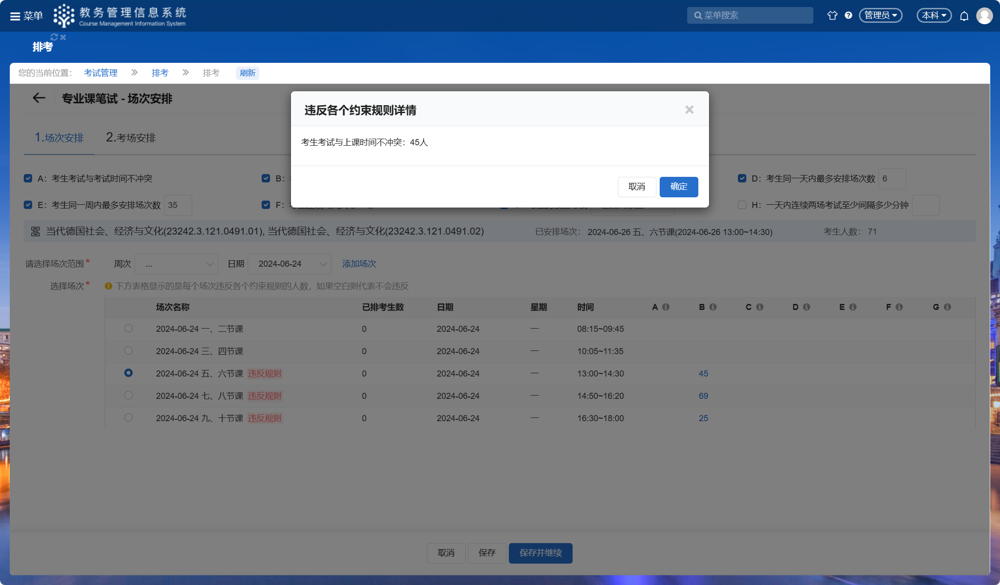 菜单
教务管理信息系统
Course Management Information System
菜单搜索
管理员
本科
排考
您的当前位置： 考试管理 » 排考 » 排考 刷新
专业课笔试 - 场次安排
违反各个约束规则详情
考生考试与上课时间不冲突：45人
取消 确定
1.场次安排 2.考场安排
A：考生考试与考试时间不冲突
B：
D：考生同一天内最多安排场次数 6
E：考生同一周内最多安排场次数 35
F：
H：一天内连续两场考试至少间隔多少分钟
当代德国社会、经济与文化(23242.3.121.0491.01), 当代德国社会、经济与文化(23242.3.121.0491.02) 已安排场次： 2024-06-26 五、六节课(2024-06-26 13:00~14:30) 考生人数： 71
请选择场次范围* 周次 ... 日期 2024-06-24 添加场次
选择场次* 下方表格显示的是每个场次违反各个约束规则的人数，如果空白则代表不会违反
场次名称 已排考生数 日期 星期 时间 A B C D E F G
2024-06-24 一、二节课 0 2024-06-24 一 08:15~09:45
2024-06-24 三、四节课 0 2024-06-24 一 10:05~11:35
2024-06-24 五、六节课 违反规则 0 2024-06-24 一 13:00~14:30 45
2024-06-24 七、八节课 违反规则 0 2024-06-24 一 14:50~16:20 69
2024-06-24 九、十节课 违反规则 0 2024-06-24 一 16:30~18:00 25
取消 保存 保存并继续